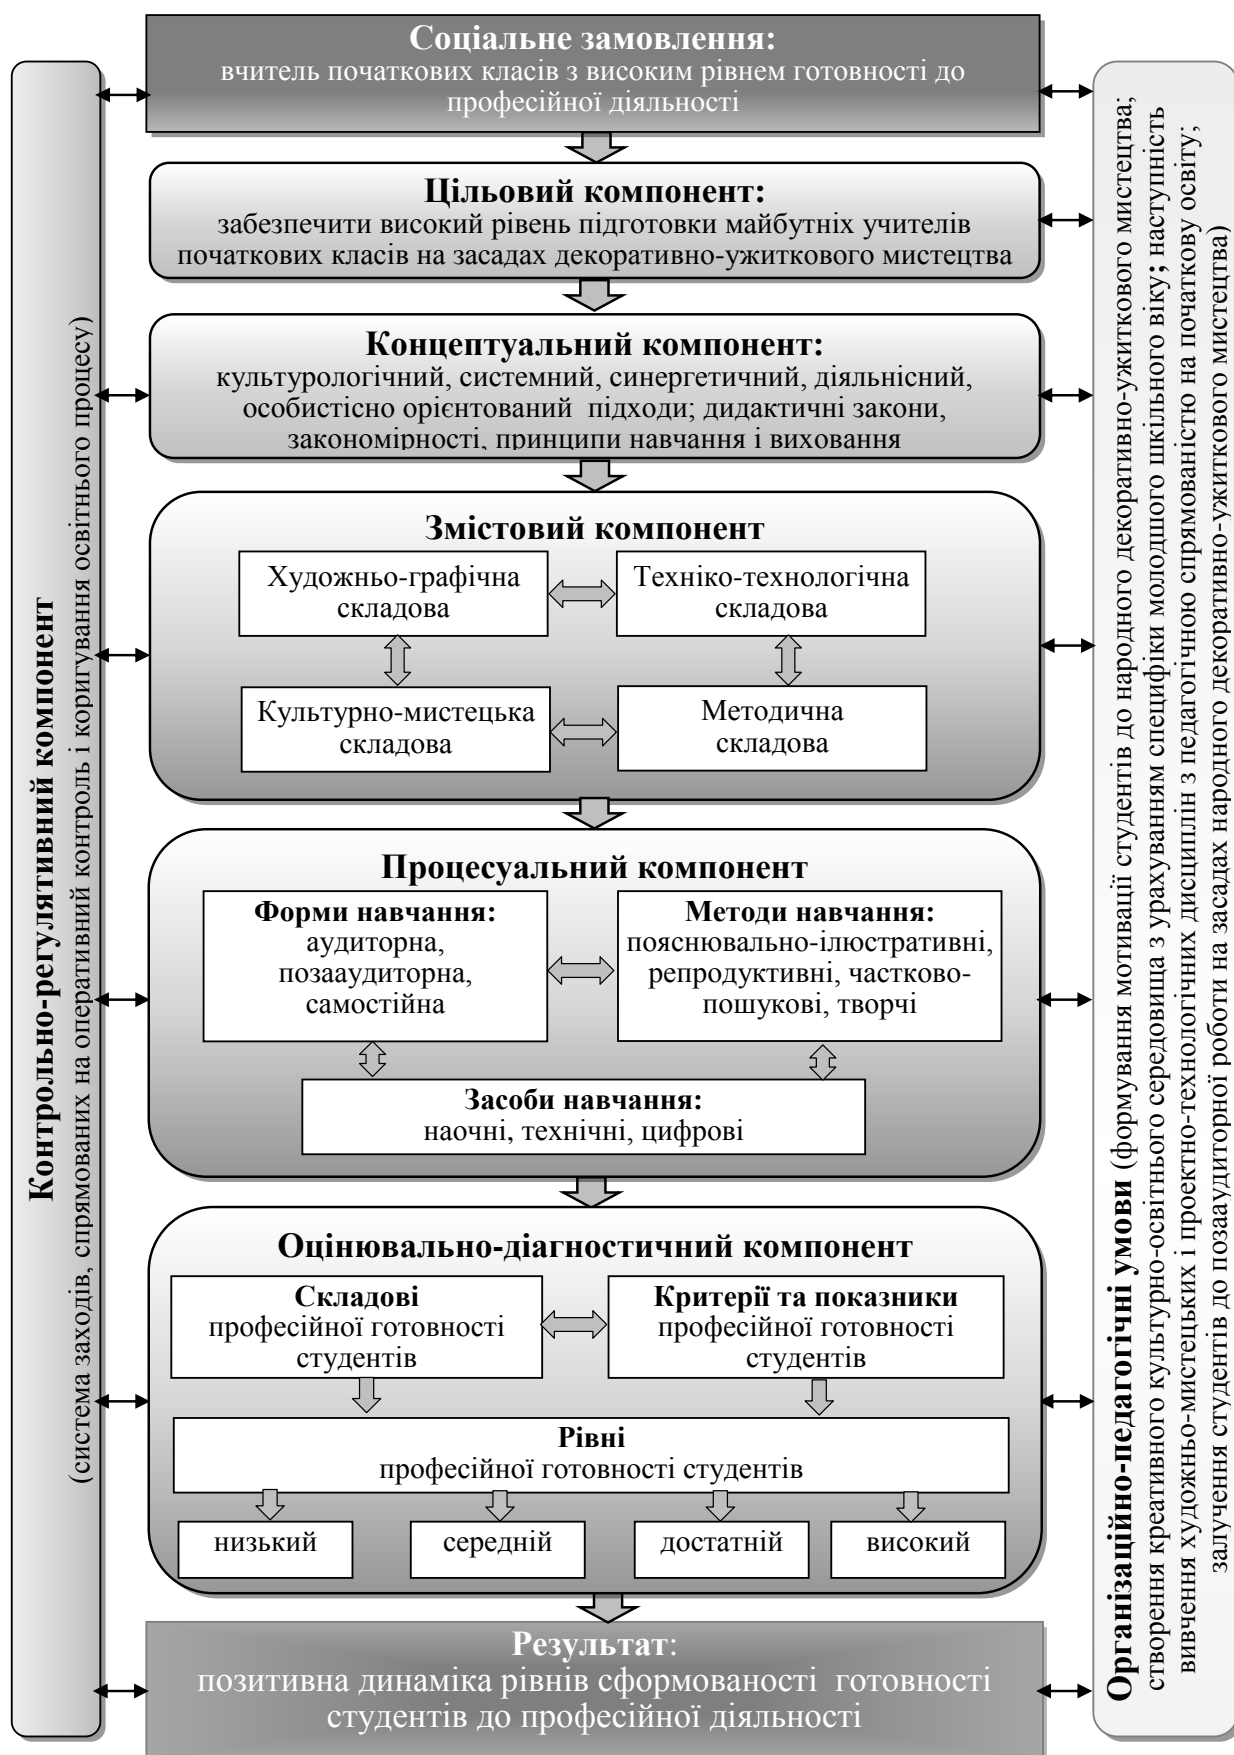 Соціальне замовлення:
вчитель початкових класів з високим рівнем готовності до
професійної діяльності
Контрольно-регулятивний компонент
(система заходів, спрямованих на оперативний контроль і коригування освітнього процесу)
Цільовий компонент:
забезпечити високий рівень підготовки майбутніх учителів
початкових класів на засадах декоративно-ужиткового мистецтва
Концептуальний компонент:
культурологічний, системний, синергетичний, діяльнісний,
особистісно орієнтований підходи; дидактичні закони,
закономірності, принципи навчання і виховання
Змістовий компонент
Художньо-графічна
складова
Техніко-технологічна
складова
Культурно-мистецька
складова
Методична
складова
Процесуальний компонент
Форми навчання:
аудиторна,
позааудиторна,
самостійна
Методи навчання:
пояснювально-ілюстративні,
репродуктивні, частково-
пошукові, творчі
Засоби навчання:
наочні, технічні, цифрові
Оцінювально-діагностичний компонент
Складові
професійної готовності
студентів
Критерії та показники
професійної готовності
студентів
Рівні
професійної готовності студентів
низький
середній
достатній
високий
Результат:
позитивна динаміка рівнів сформованості готовності
студентів до професійної діяльності
Організаційно-педагогічні умови (формування мотивації студентів до народного декоративно-ужиткового мистецтва;
створення креативного культурно-освітнього середовища з урахуванням специфіки молодшого шкільного віку; наступність
вивчення художньо-мистецьких і проектно-технологічних дисциплін з педагогічною спрямованістю на початкову освіту;
залучення студентів до позааудиторної роботи на засадах народного декоративно-ужиткового мистецтва)